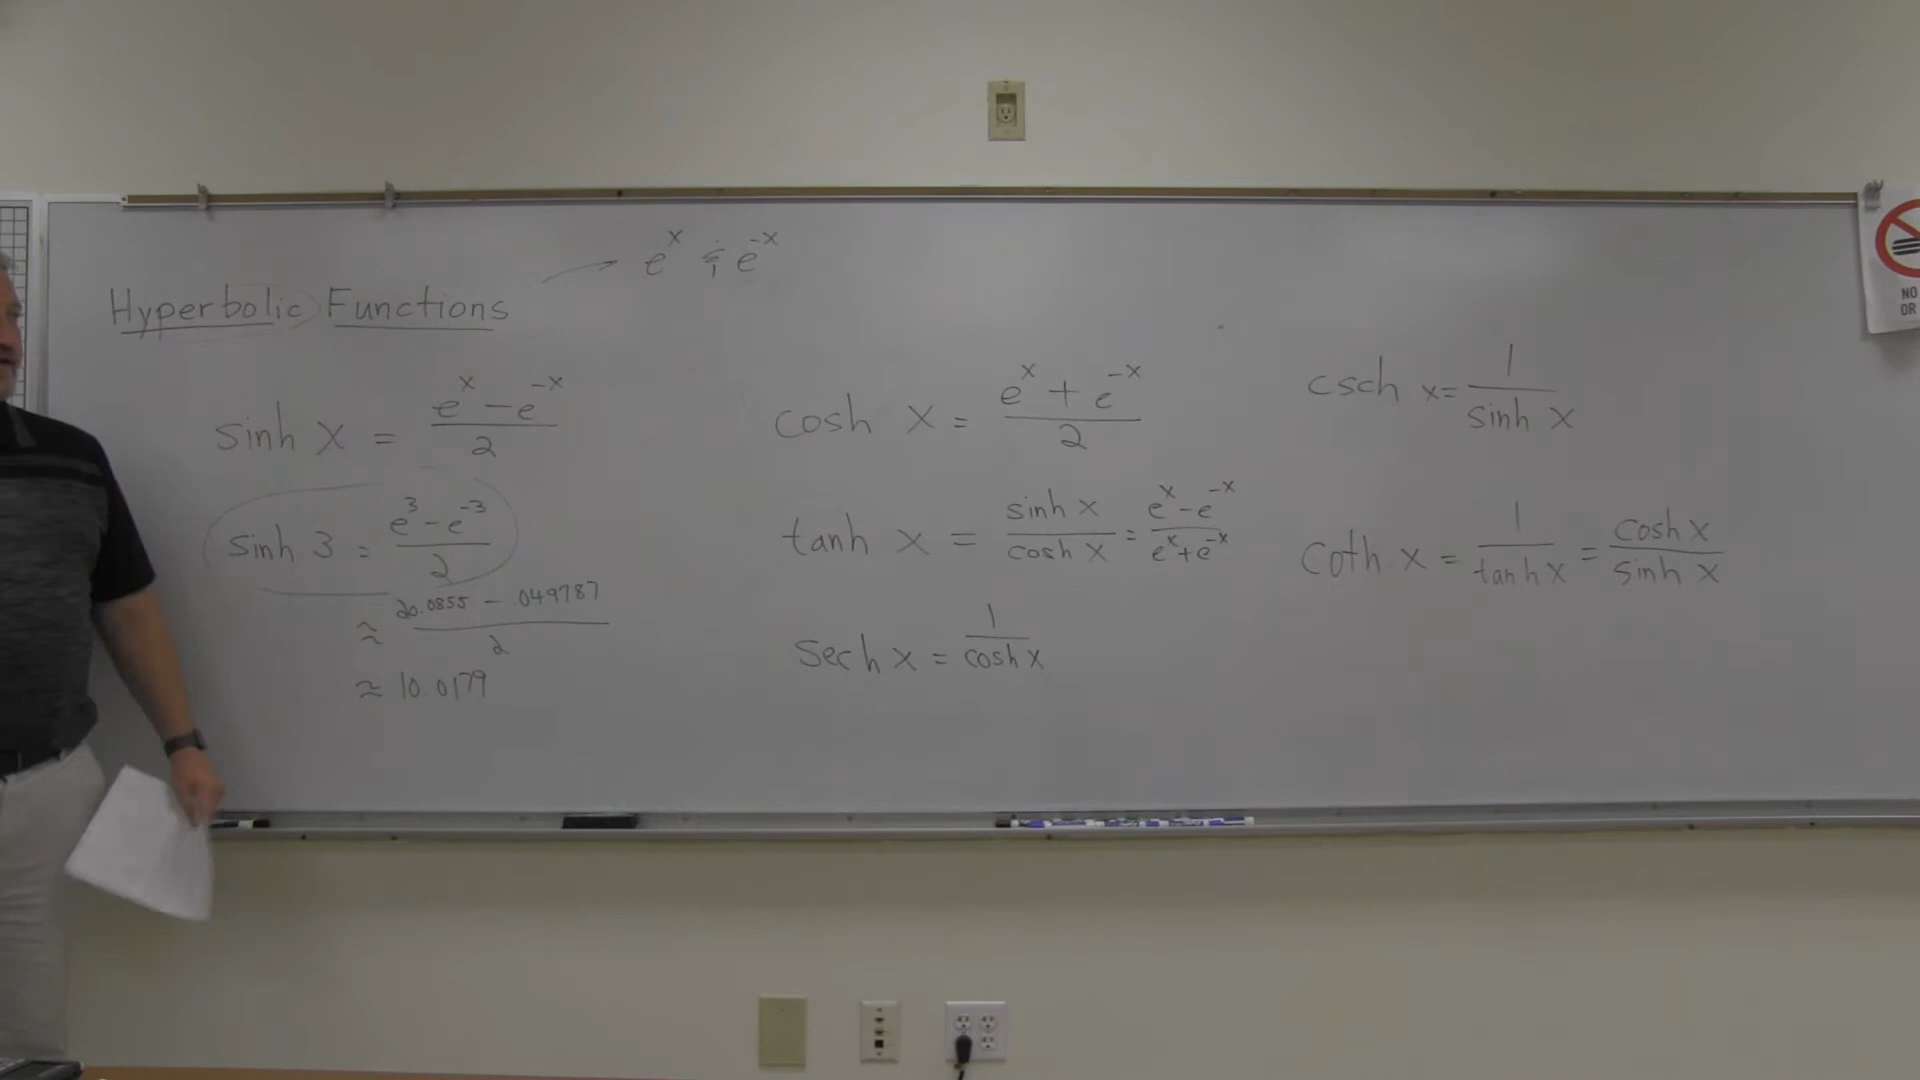 e^x & e^-x
Hyperbolic Functions
sinh x = (e^x - e^-x)/2
sinh 3 = (e^3 - e^-3)/2
≈ (20.0855 - .049787)/2
≈ 10.0179
cosh x = (e^x + e^-x)/2
tanh x = sinh x/cosh x = (e^x - e^-x)/(e^x + e^-x)
sech x = 1/cosh x
csch x = 1/sinh x
coth x = 1/tanh x = cosh x/sinh x
NO
OR